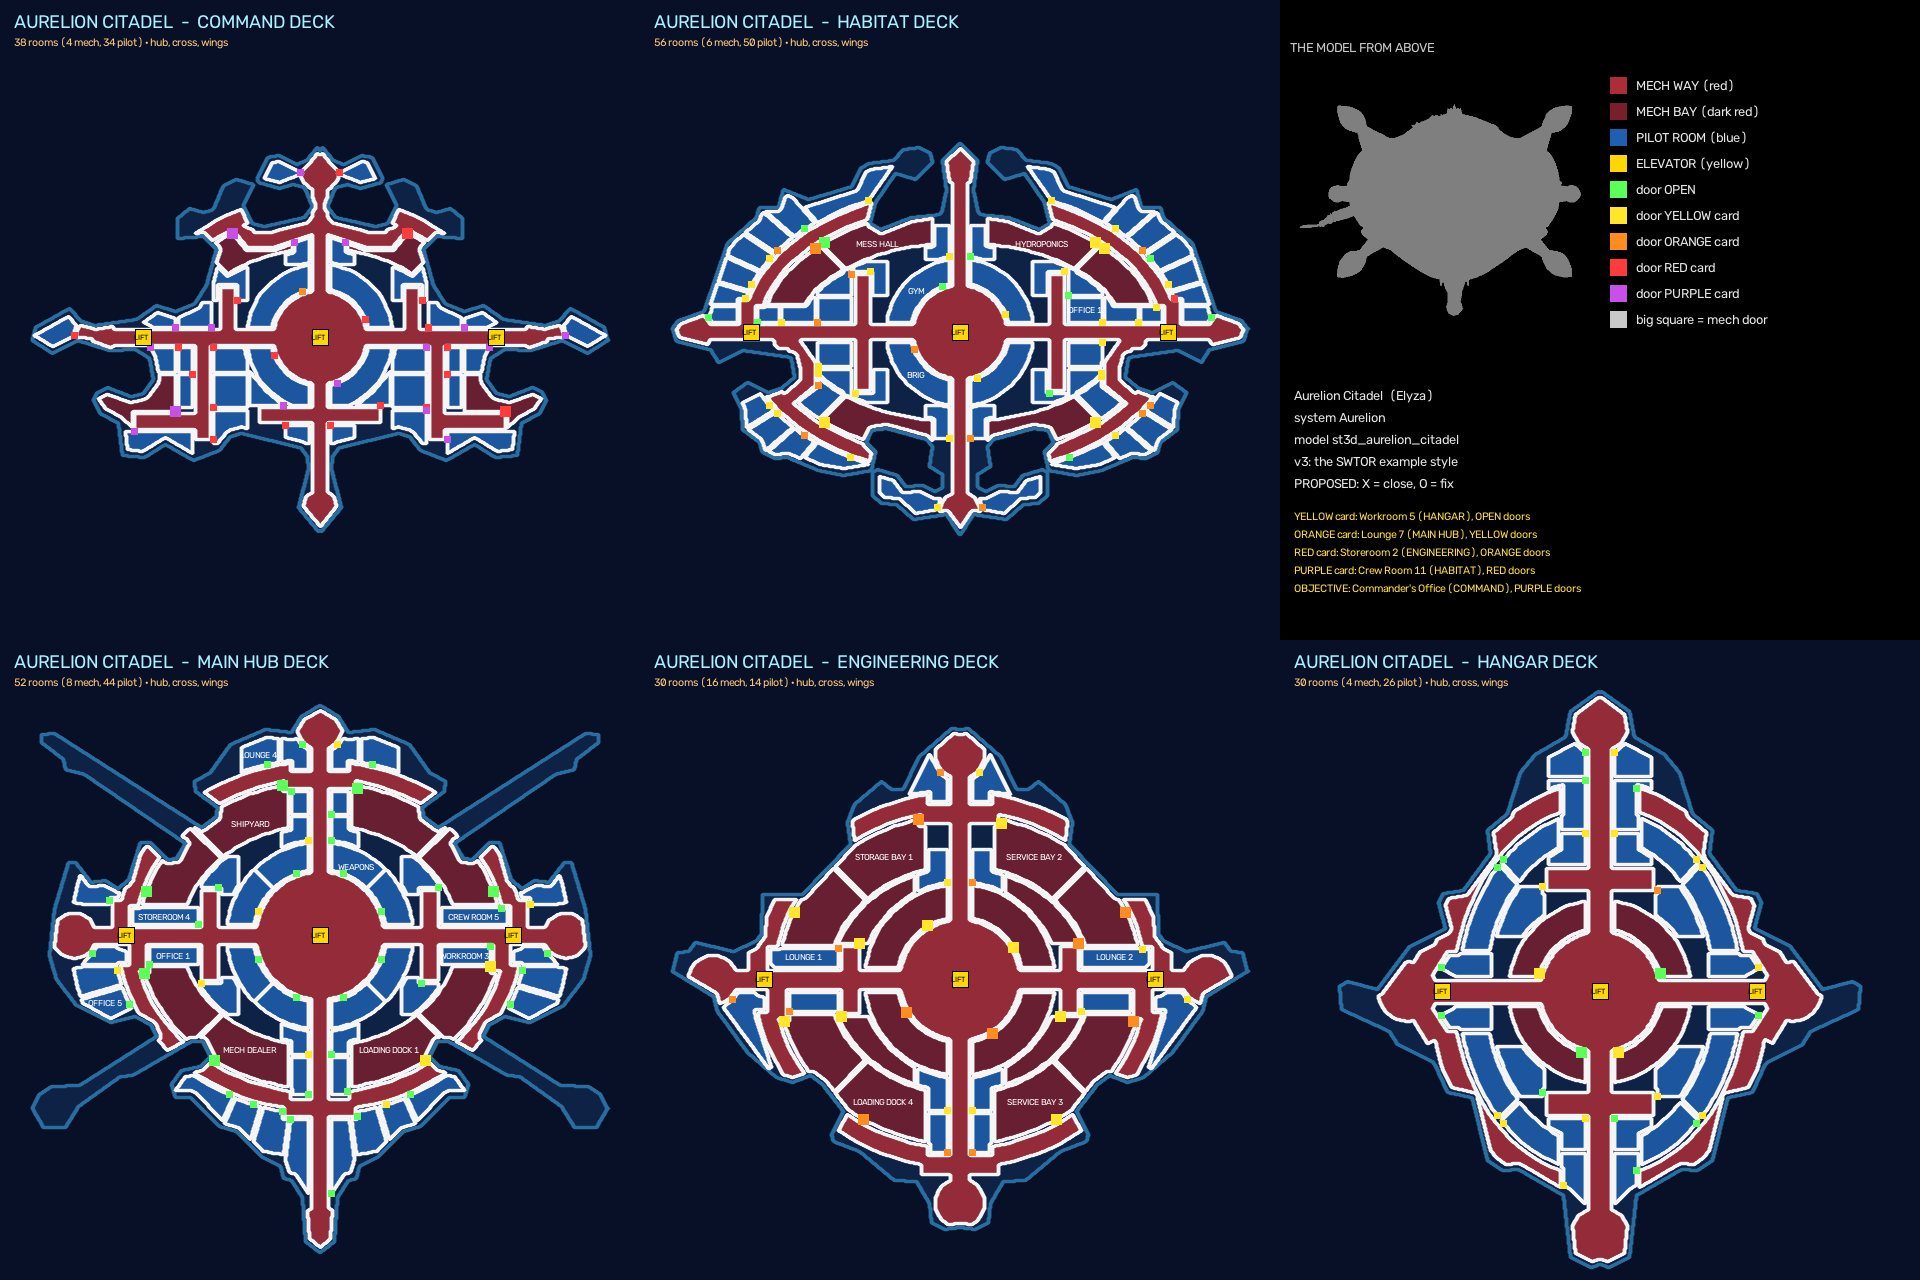 AURELION CITADEL - COMMAND DECK
38 rooms (4 mech, 34 pilot) • hub, cross, wings
LIFT
LIFT
LIFT
AURELION CITADEL - HABITAT DECK
56 rooms (6 mech, 50 pilot) • hub, cross, wings
MESS HALL
HYDROPONICS
GYM
OFFICE 1
LIFT
LIFT
LIFT
BRIG
THE MODEL FROM ABOVE
MECH WAY (red)
MECH BAY (dark red)
PILOT ROOM (blue)
ELEVATOR (yellow)
door OPEN
door YELLOW card
door ORANGE card
door RED card
door PURPLE card
big square = mech door
Aurelion Citadel (Elyza)
system Aurelion
model st3d_aurelion_citadel
v3: the SWTOR example style
PROPOSED: X = close, O = fix
YELLOW card: Workroom 5 (HANGAR), OPEN doors
ORANGE card: Lounge 7 (MAIN HUB), YELLOW doors
RED card: Storeroom 2 (ENGINEERING), ORANGE doors
PURPLE card: Crew Room 11 (HABITAT), RED doors
OBJECTIVE: Commander's Office (COMMAND), PURPLE doors
AURELION CITADEL - MAIN HUB DECK
52 rooms (8 mech, 44 pilot) • hub, cross, wings
LOUNGE 4
SHIPYARD
WEAPONS
STOREROOM 4
CREW ROOM 5
LIFT
LIFT
LIFT
OFFICE 1
WORKROOM 3
OFFICE 5
MECH DEALER
LOADING DOCK 1
AURELION CITADEL - ENGINEERING DECK
30 rooms (16 mech, 14 pilot) • hub, cross, wings
STORAGE BAY 1
SERVICE BAY 2
LOUNGE 1
LOUNGE 2
LIFT
LIFT
LIFT
LOADING DOCK 4
SERVICE BAY 3
AURELION CITADEL - HANGAR DECK
30 rooms (4 mech, 26 pilot) • hub, cross, wings
LIFT
LIFT
LIFT